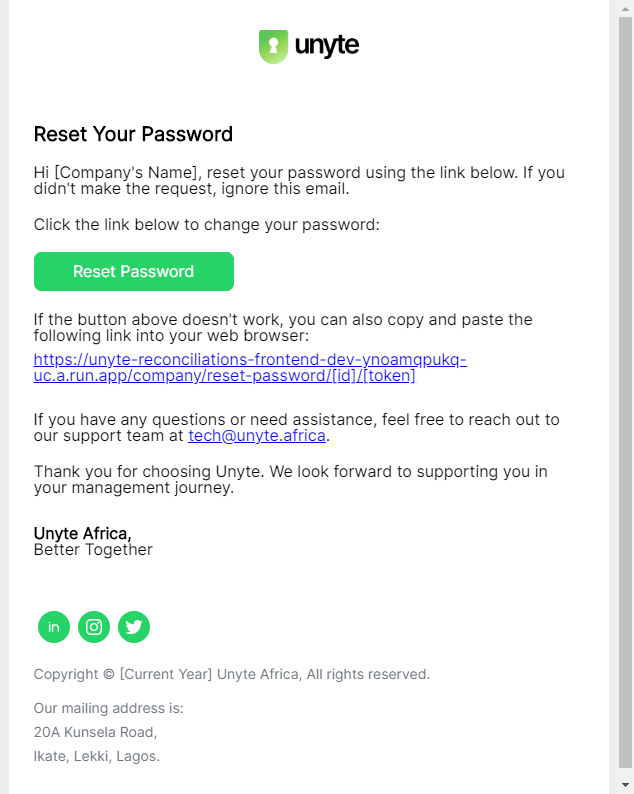 unyte
Reset Your Password
Hi [Company's Name], reset your password using the link below. If you
didn't make the request, ignore this email.
Click the link below to change your password:
Reset Password
If the button above doesn't work, you can also copy and paste the
following link into your web browser:
https://unyte-reconciliations-frontend-dev-ynoamqpukq-
uc.a.run.app/company/reset-password/[id]/[token]
If you have any questions or need assistance, feel free to reach out to
our support team at tech@unyte.africa.
Thank you for choosing Unyte. We look forward to supporting you in
your management journey.
Unyte Africa,
Better Together
in
Copyright © [Current Year] Unyte Africa, All rights reserved.
Our mailing address is:
20A Kunsela Road,
Ikate, Lekki, Lagos.